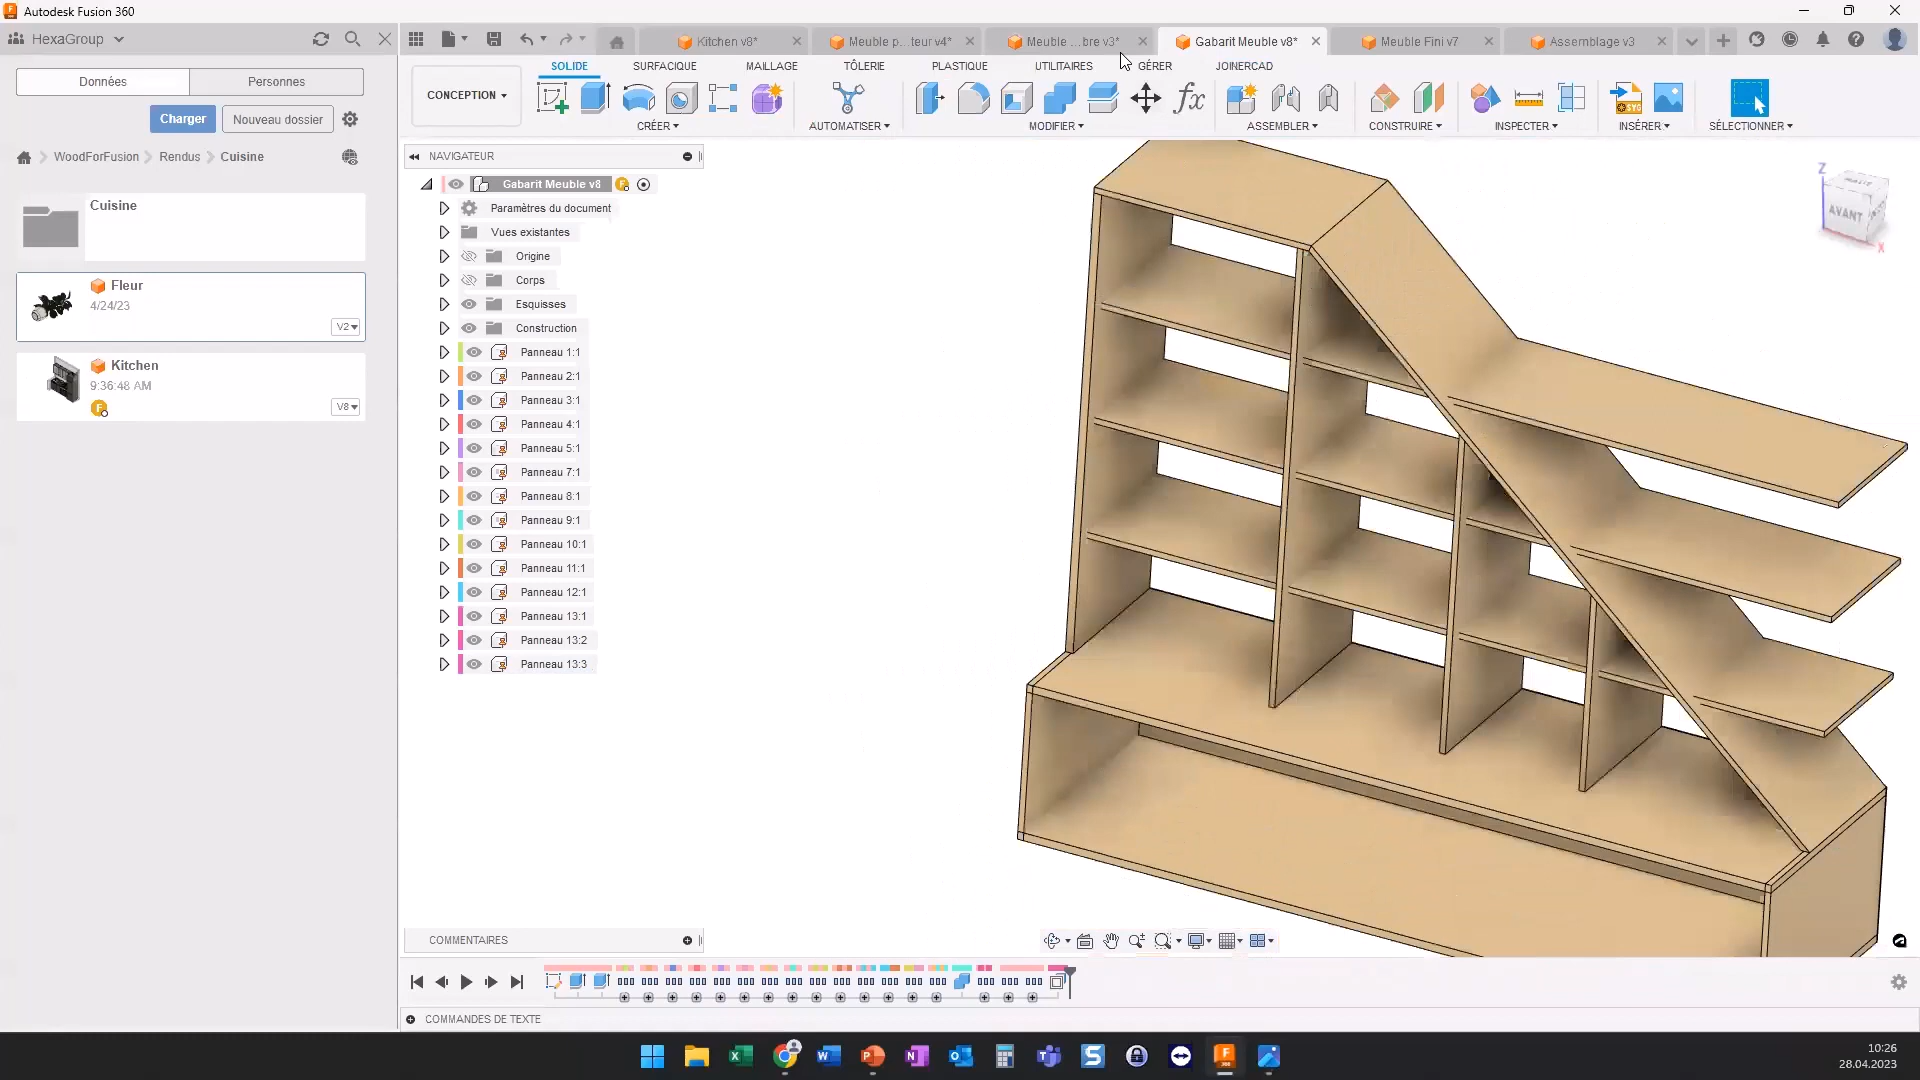 Autodesk Fusion 360
HexaGroup
Kitchen v8*
Meuble p...teur v4*
Meuble ...bre v3*
Gabarit Meuble v8*
Meuble Fini v7
Assemblage v3
Données
Personnes
SOLIDE
SURFACIQUE
MAILLAGE
TÔLERIE
PLASTIQUE
UTILITAIRES
GÉRER
JOINERCAD
CONCEPTION
Charger
Nouveau dossier
CRÉER
AUTOMATISER
MODIFIER
fx
ASSEMBLER
CONSTRUIRE
INSPECTER
SVG
INSÉRER
SÉLECTIONNER
WoodForFusion
Rendus
Cuisine
Cuisine
Fleur
4/24/23
V2
Kitchen
9:36:48 AM
F
V8
NAVIGATEUR
Gabarit Meuble v8
Paramètres du document
Vues existantes
Origine
Corps
Esquisses
Construction
Panneau 1:1
Panneau 2:1
Panneau 3:1
Panneau 4:1
Panneau 5:1
Panneau 7:1
Panneau 8:1
Panneau 9:1
Panneau 10:1
Panneau 11:1
Panneau 12:1
Panneau 13:1
Panneau 13:2
Panneau 13:3
Z
HAUT
AVANT
X
COMMENTAIRES
COMMANDES DE TEXTE
10:26
28.04.2023